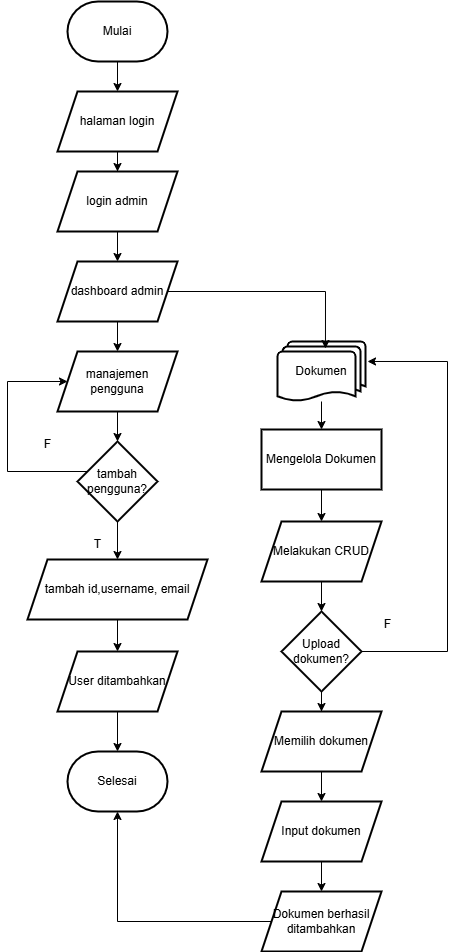 Mulai
halaman login
login admin
dashboard admin
manajemen
pengguna
F
tambah
pengguna?
T
tambah id,username, email
User ditambahkan
Selesai
Dokumen
Mengelola Dokumen
Melakukan CRUD
F
Upload
dokumen?
Memilih dokumen
Input dokumen
Dokumen berhasil
ditambahkan